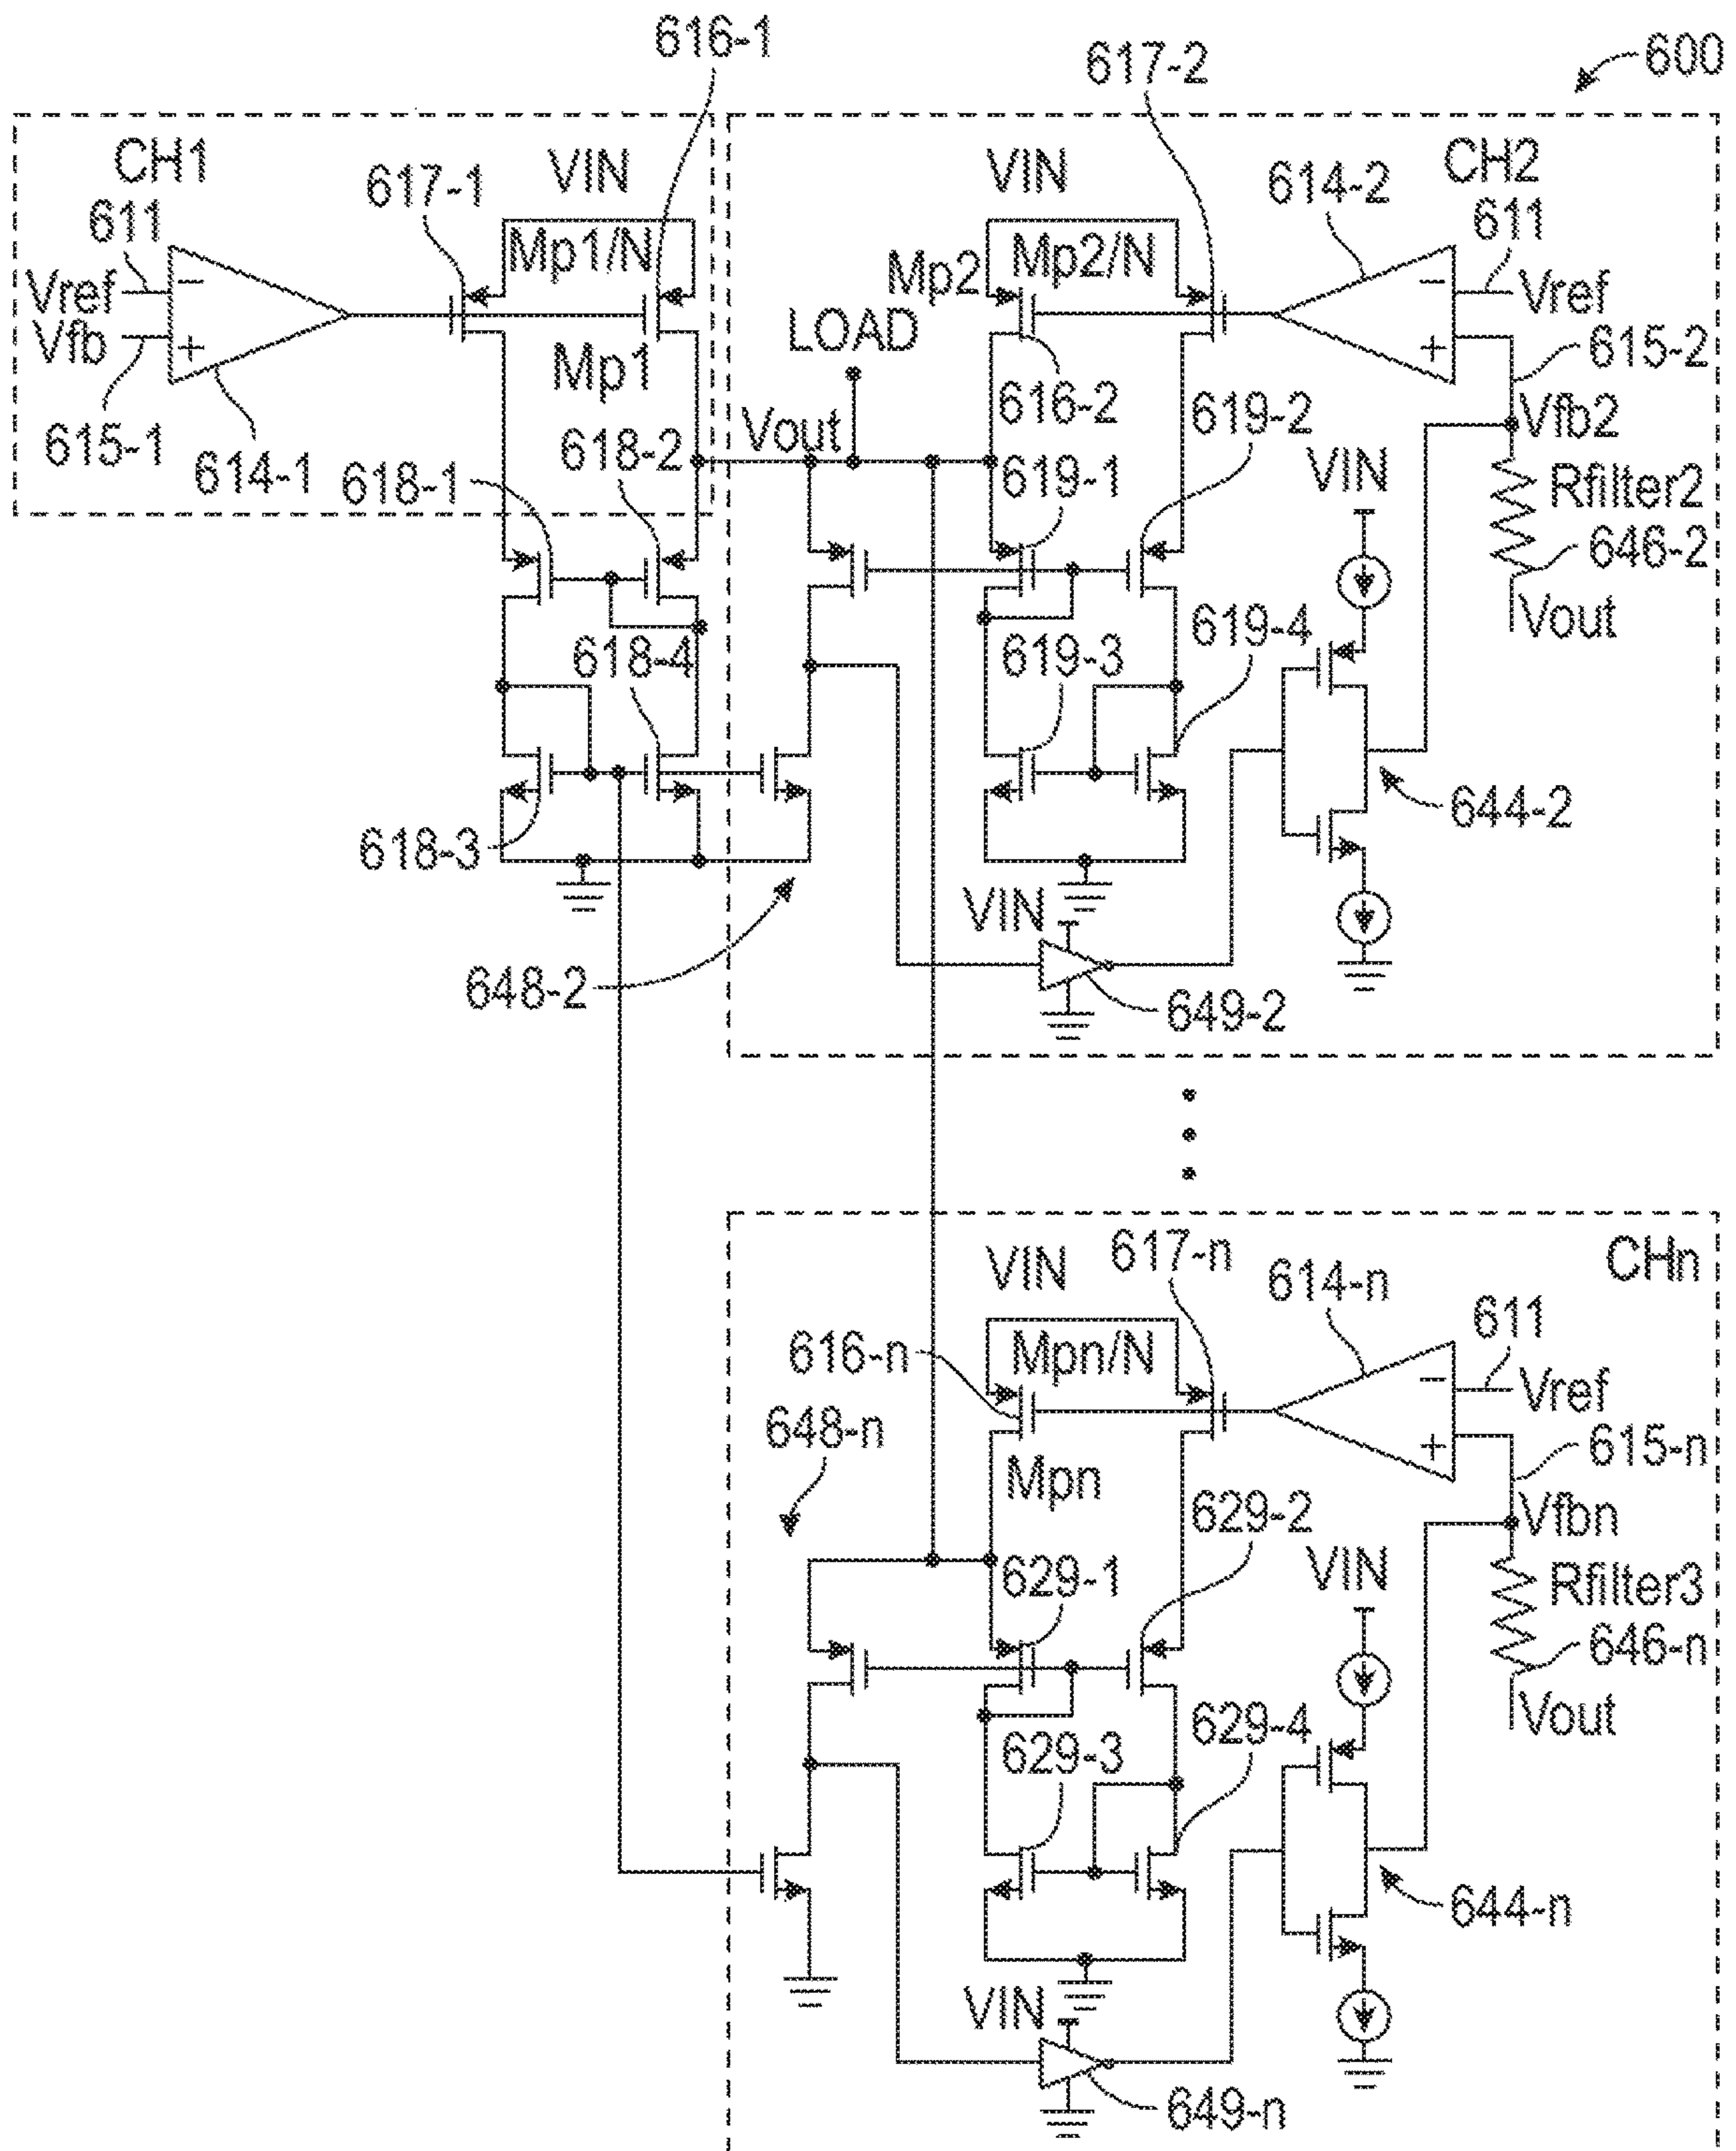 616-1
617-2
600
CH1
617-1
VIN
VIN
614-2
CH2
611
611
Mp1/N
Mp2
Mp2/N
Vref
Vref
Vfb
LOAD
615-2
Mp1
616-2
619-2
615-1
614-1
618-1
618-2
Vout
619-1
Vfb2
VIN
Rfilter2
646-2
Vout
618-4
619-3
619-4
644-2
618-3
VIN
648-2
649-2
617-n
CHn
VIN
614-n
611
616-n
Mpn/N
Vref
648-n
615-n
Mpn
629-2
Vfbn
629-1
VIN
Rfilter3
646-n
Vout
629-3
629-4
644-n
VIN
649-n